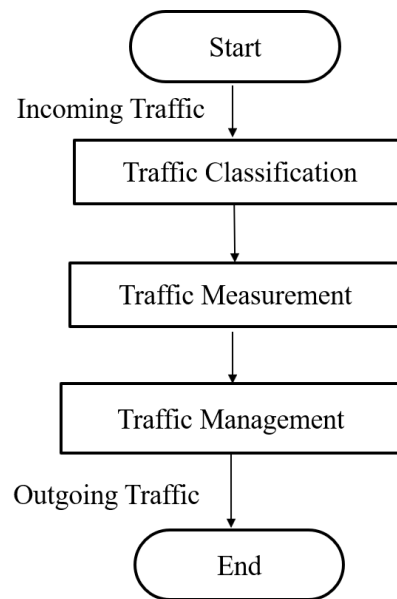 Start
Incoming Traffic
Traffic Classification
Traffic Measurement
Traffic Management
Outgoing Traffic
End